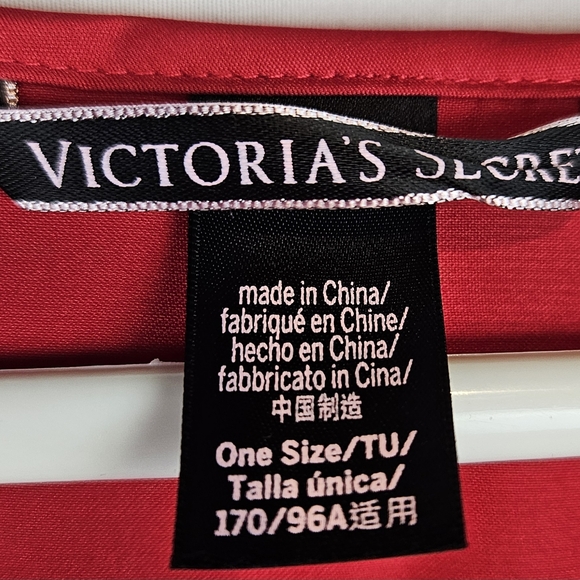 VICTORIA'S SECRET
made in China/
fabriqué en Chine/
hecho en China/
fabbricato in Cina/
中国制造
One Size/TU/
Talla única/
170/96A适用